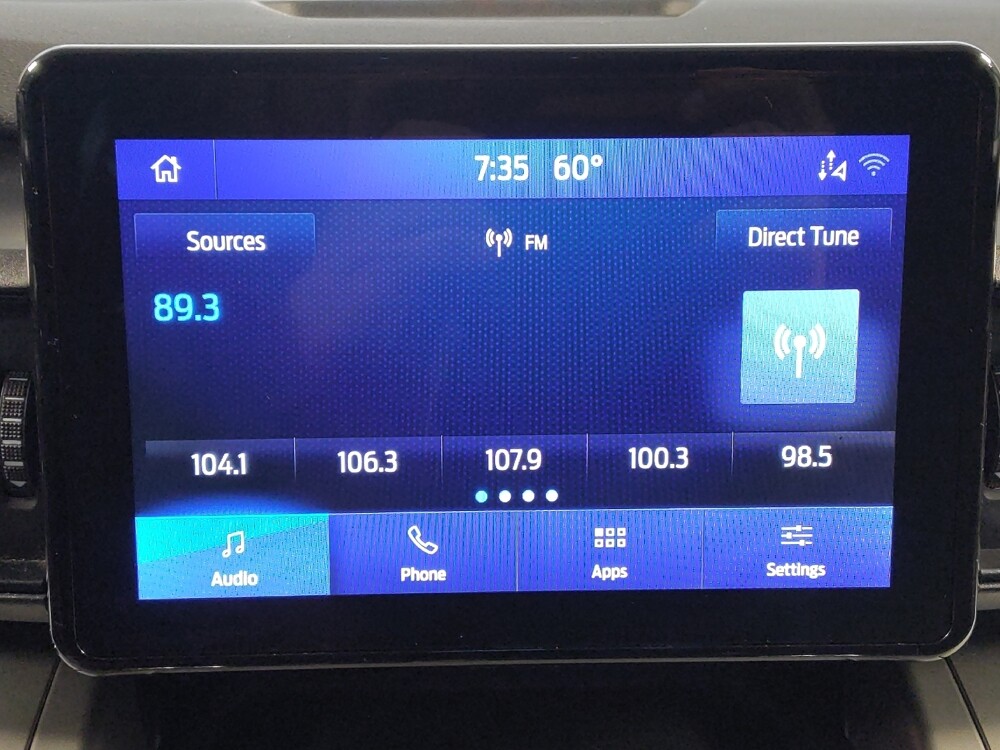 7:35 60°
Sources FM Direct Tune
89.3
104.1 106.3 107.9 100.3 98.5
Audio Phone Apps Settings